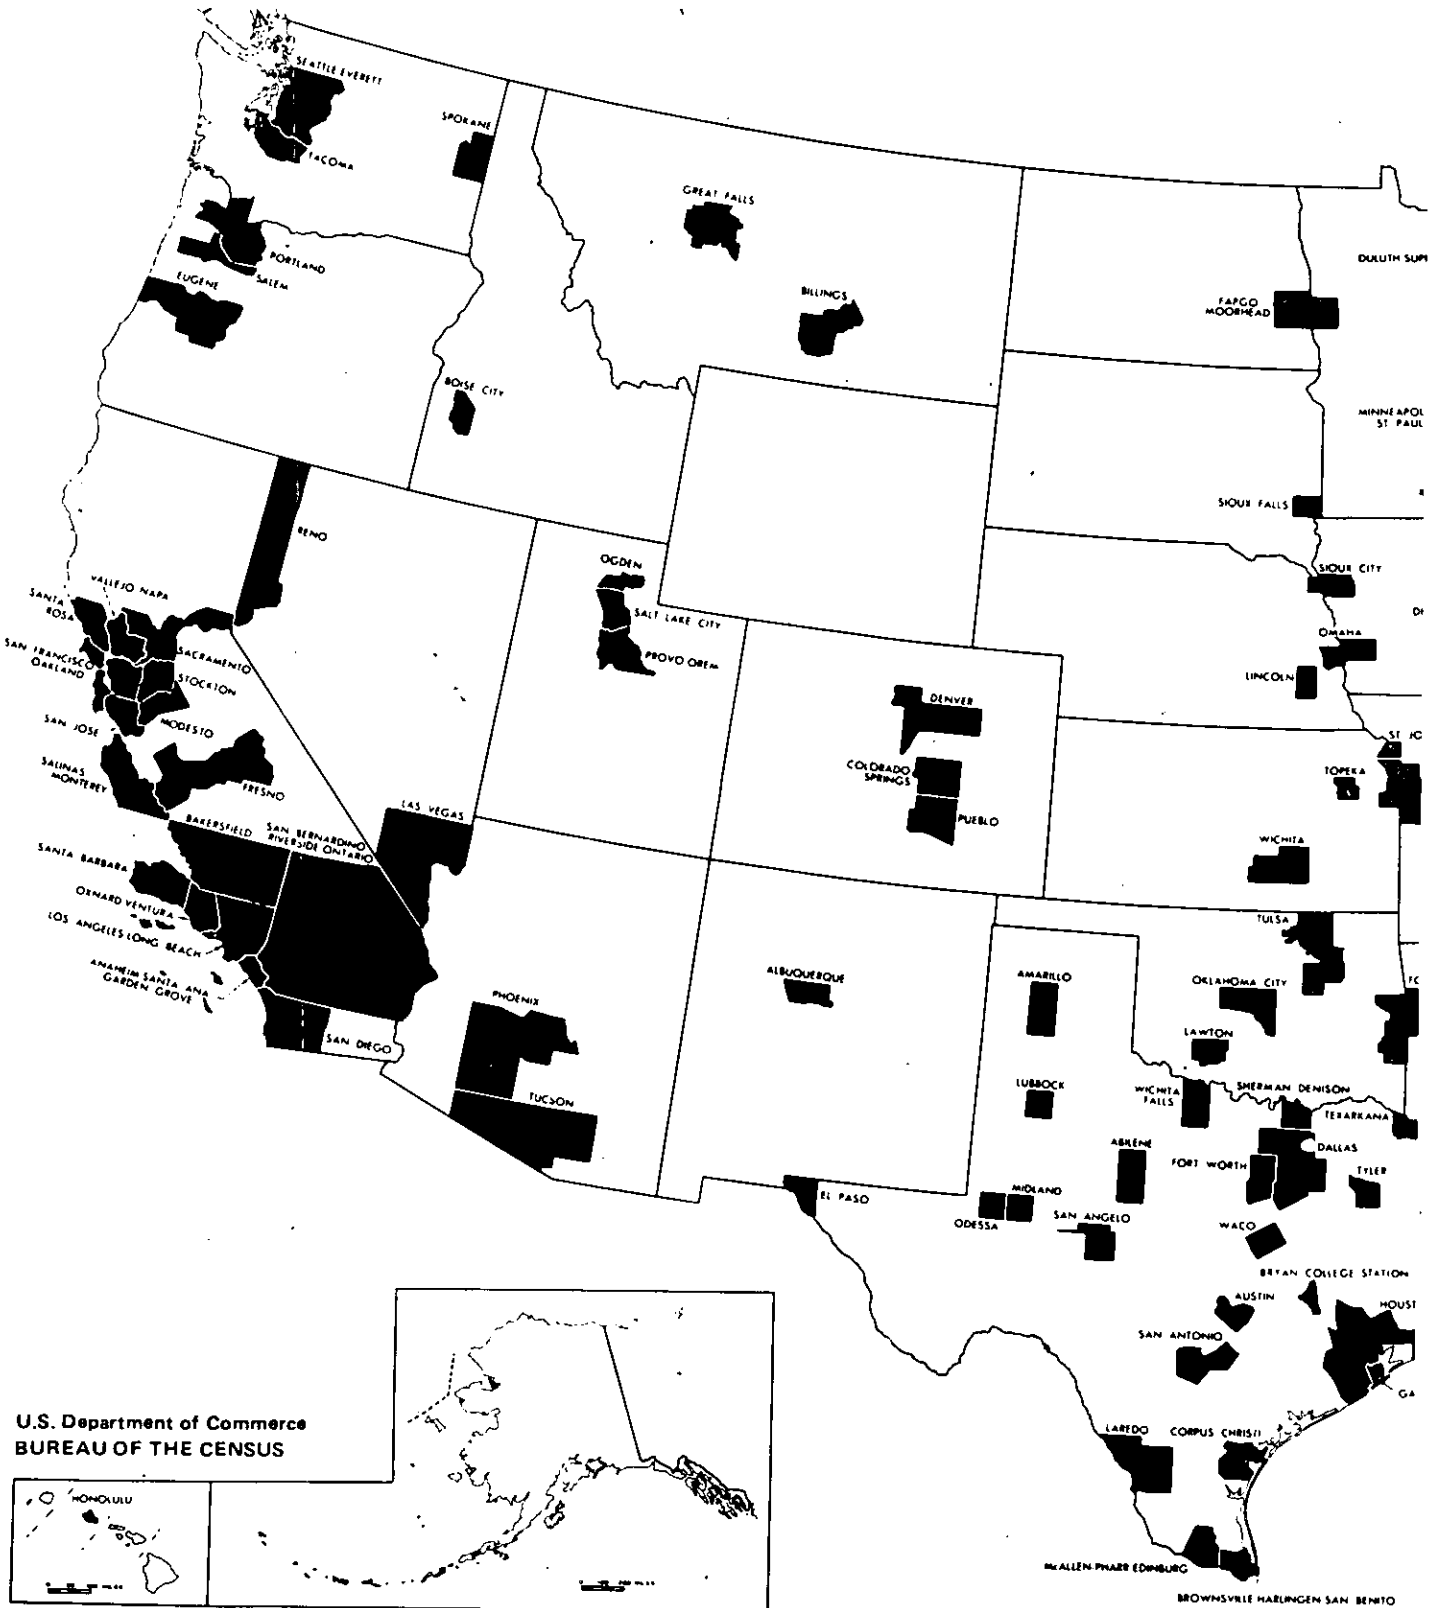 SEATTLE EVERETT
SPOKANE
TACOMA
GREAT FALLS
PORTLAND
SALEM
EUGENE
DULUTH SUP
BILLINGS
FARGO
MOORHEAD
BOISE CITY
MINNEAPOL
ST PAUL
SIOUX FALLS
RENO
OGDEN
SIOUX CITY
VALLEJO NAPA
SANTA
ROSA
SALT LAKE CITY
OMAHA
SACRAMENTO
SAN FRANCISCO
OAKLAND
PROVO OREM
STOCKTON
LINCOLN
DENVER
SAN JOSE
MODESTO
ST JO
COLORADO
SPRINGS
TOPEKA
SALINAS
MONTEREY
FRESNO
LAS VEGAS
PUEBLO
BAKERSFIELD
SAN BERNARDINO
RIVERSIDE ONTARIO
WICHITA
SANTA BARBARA
OXNARD VENTURA
TULSA
LOS ANGELES LONG BEACH
ANAHEIM SANTA ANA
GARDEN GROVE
ALBUQUERQUE
AMARILLO
OKLAHOMA CITY
PHOENIX
SAN DIEGO
LAWTON
LUBBOCK
WICHITA
FALLS
SHERMAN DENISON
TUCSON
TEXARKANA
ABILENE
DALLAS
FORT WORTH
TYLER
EL PASO
MIDLAND
ODESSA
SAN ANGELO
WACO
BRYAN COLLEGE STATION
AUSTIN
HOUST
SAN ANTONIO
GA
U.S. Department of Commerce
BUREAU OF THE CENSUS
LAREDO
CORPUS CHRISTI
HONOLULU
McALLEN-PHARR EDINBURG
BROWNSVILLE HARLINGEN SAN BENITO